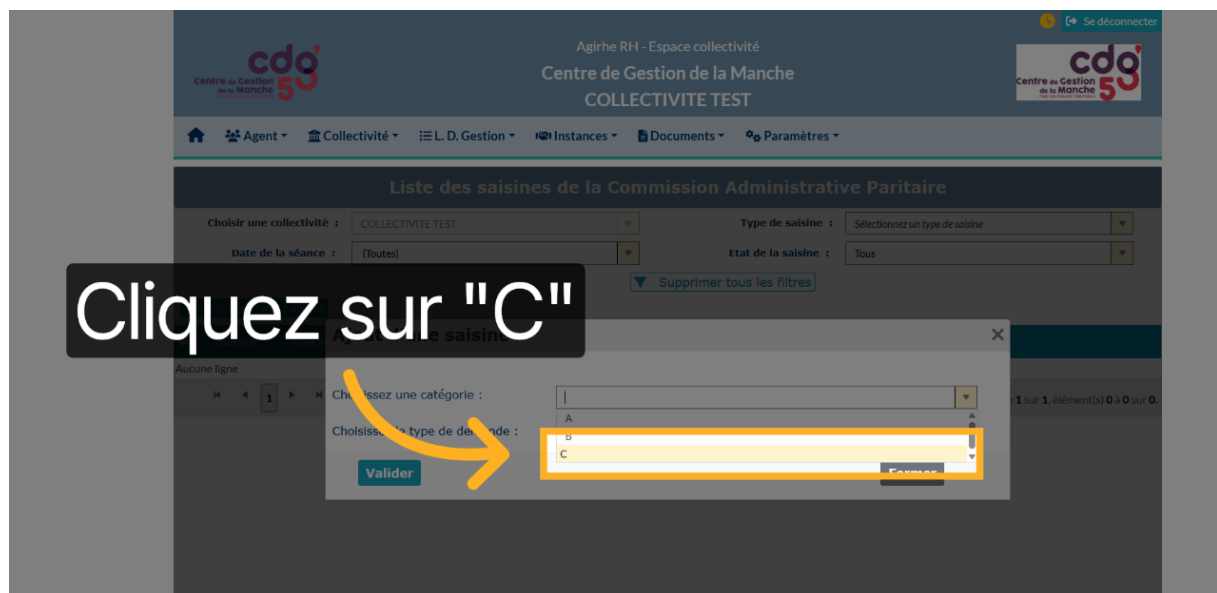 Se déconnecter
Agirhe RH - Espace collectivité
cdg
Centre de Gestion
de la Manche
50
Centre de Gestion de la Manche
COLLECTIVITE TEST
cdg
Centre de Gestion
de la Manche
50
Agent
Collectivité
L. D. Gestion
Instances
Documents
Paramètres
Liste des saisines de la Commission Administrative Paritaire
Choisir une collectivité : COLLECTIVITE TEST
Type de saisine : Sélectionnez un type de saisine
Date de la séance : (Toutes)
Etat de la saisine : Tous
Supprimer tous les filtres
Cliquez sur "C"
saisine
Aucune ligne
1
1 sur 1, élément(s) 0 à 0 sur 0.
une catégorie :
A
type de
B
C
Valider
Fermer